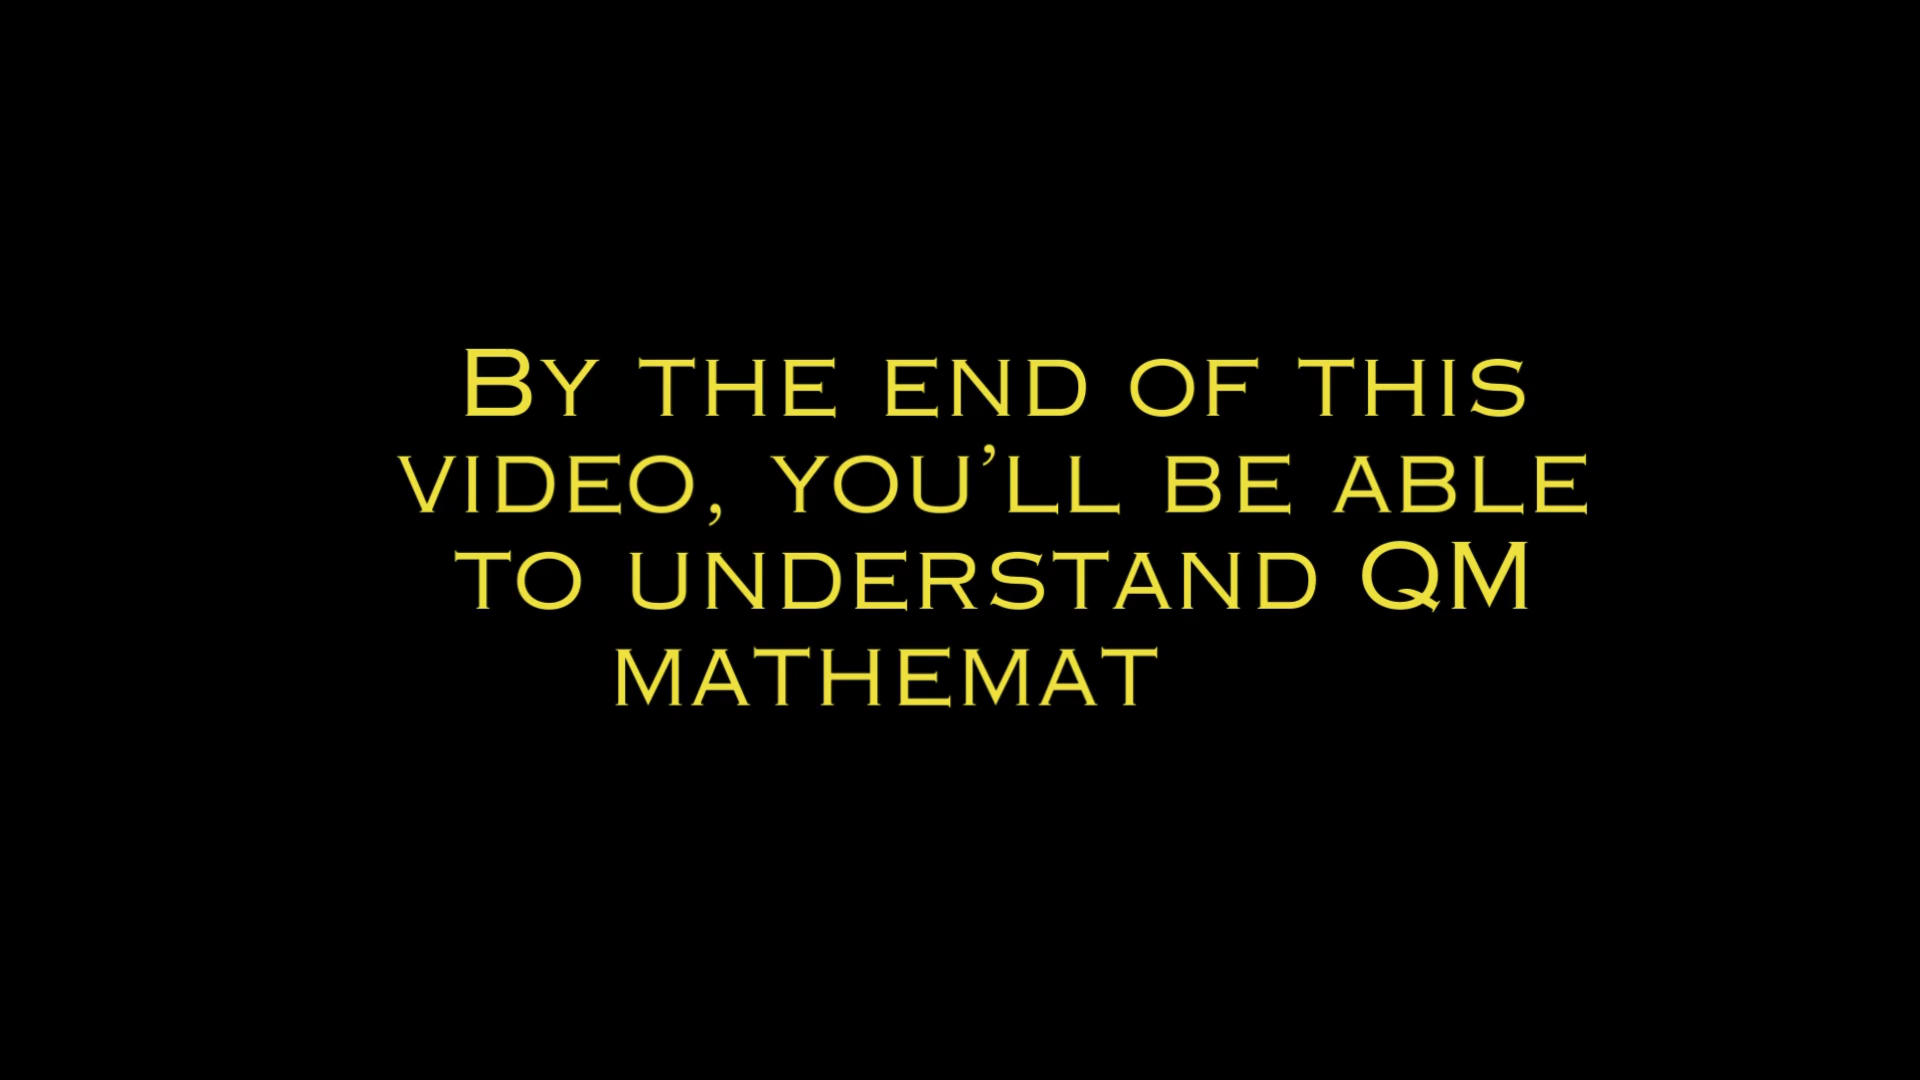 By the end of this
video, you’ll be able
to understand QM
mathemat